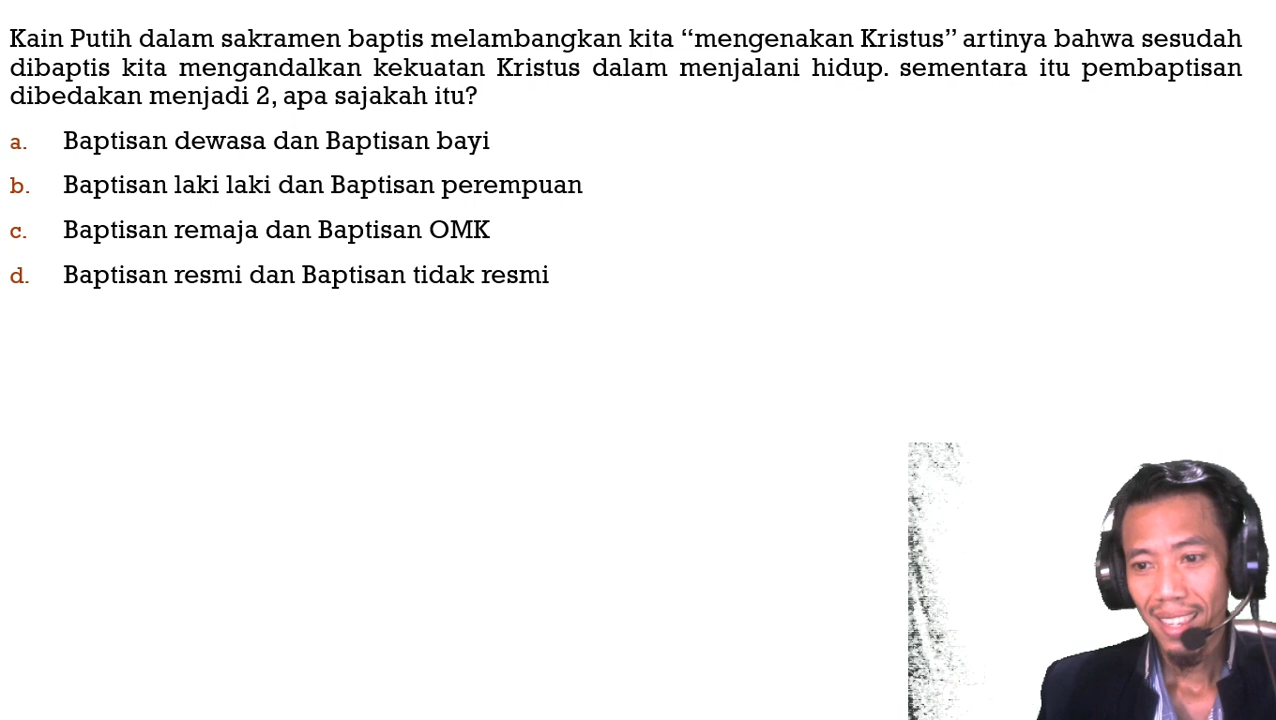 Kain Putih dalam sakramen baptis melambangkan kita “mengenakan Kristus” artinya bahwa sesudah
dibaptis kita mengandalkan kekuatan Kristus dalam menjalani hidup. sementara itu pembaptisan
dibedakan menjadi 2, apa sajakah itu?
a. Baptisan dewasa dan Baptisan bayi
b. Baptisan laki laki dan Baptisan perempuan
c. Baptisan remaja dan Baptisan OMK
d. Baptisan resmi dan Baptisan tidak resmi